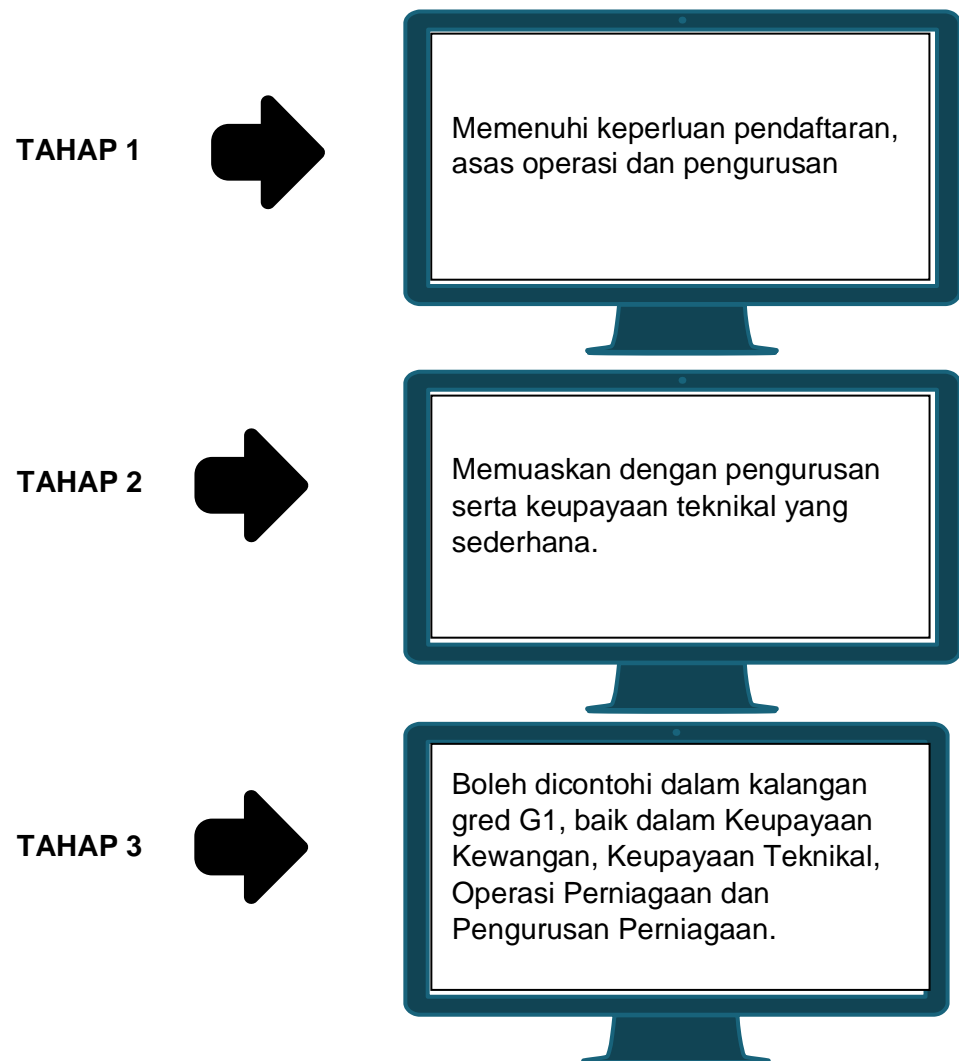 TAHAP 1
Memenuhi keperluan pendaftaran,
asas operasi dan pengurusan
TAHAP 2
Memuaskan dengan pengurusan
serta keupayaan teknikal yang
sederhana.
TAHAP 3
Boleh dicontohi dalam kalangan
gred G1, baik dalam Keupayaan
Kewangan, Keupayaan Teknikal,
Operasi Perniagaan dan
Pengurusan Perniagaan.